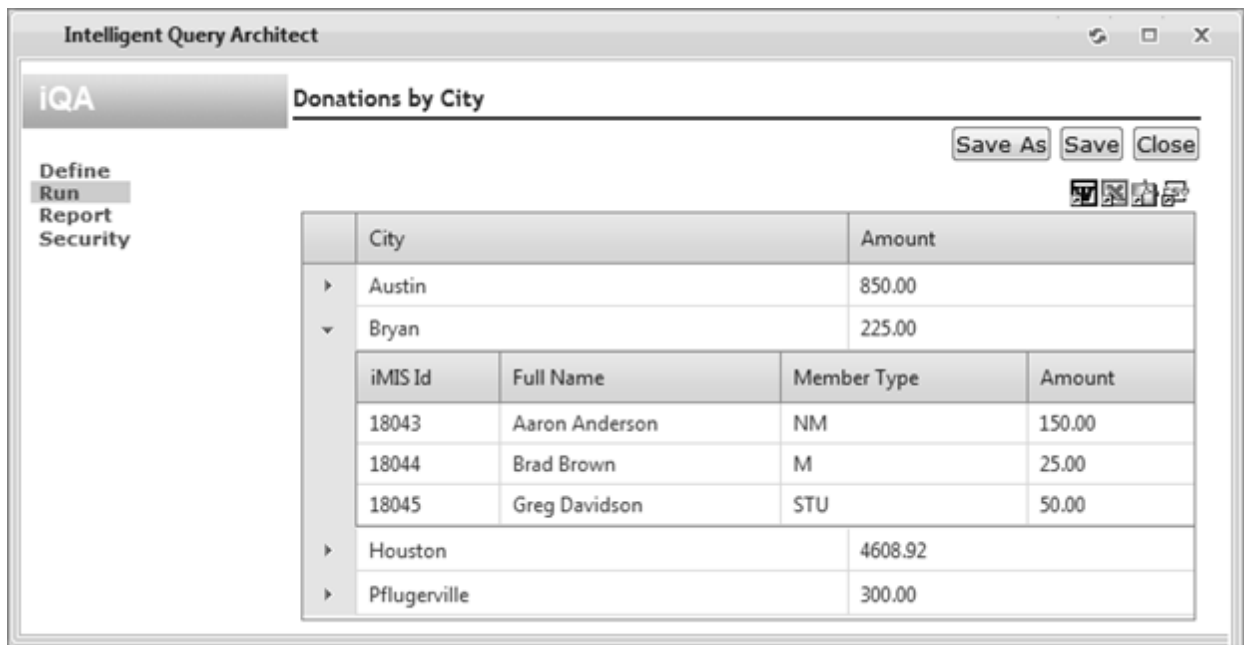 Intelligent Query Architect
iQA
Donations by City
Save As Save Close
Define
Run
Report
Security
City Amount
Austin 850.00
Bryan 225.00
iMIS Id Full Name Member Type Amount
18043 Aaron Anderson NM 150.00
18044 Brad Brown M 25.00
18045 Greg Davidson STU 50.00
Houston 4608.92
Pflugerville 300.00